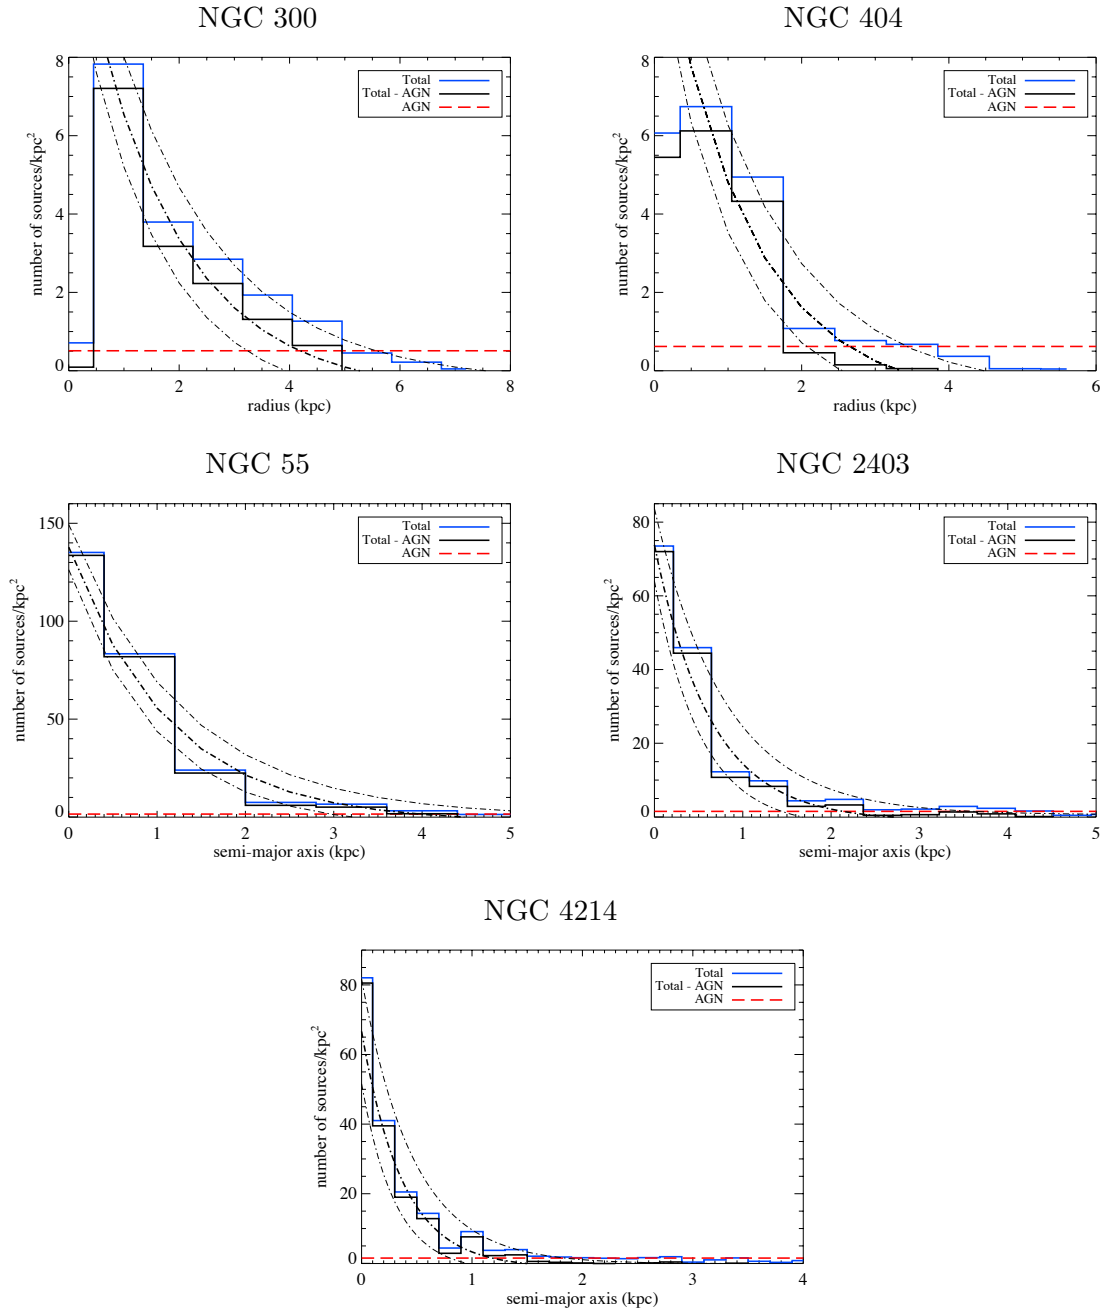 NGC 300
NGC 404
8
6
4
2
0
number of sources/kpc²
Total
Total - AGN
AGN
0 2 4 6 8
radius (kpc)
8
6
4
2
0
number of sources/kpc²
Total
Total - AGN
AGN
0 2 4 6
radius (kpc)
NGC 55
NGC 2403
150
100
50
0
number of sources/kpc²
Total
Total - AGN
AGN
0 1 2 3 4 5
semi-major axis (kpc)
80
60
40
20
0
number of sources/kpc²
Total
Total - AGN
AGN
0 1 2 3 4 5
semi-major axis (kpc)
NGC 4214
80
60
40
20
0
number of sources/kpc²
Total
Total - AGN
AGN
0 1 2 3 4
semi-major axis (kpc)